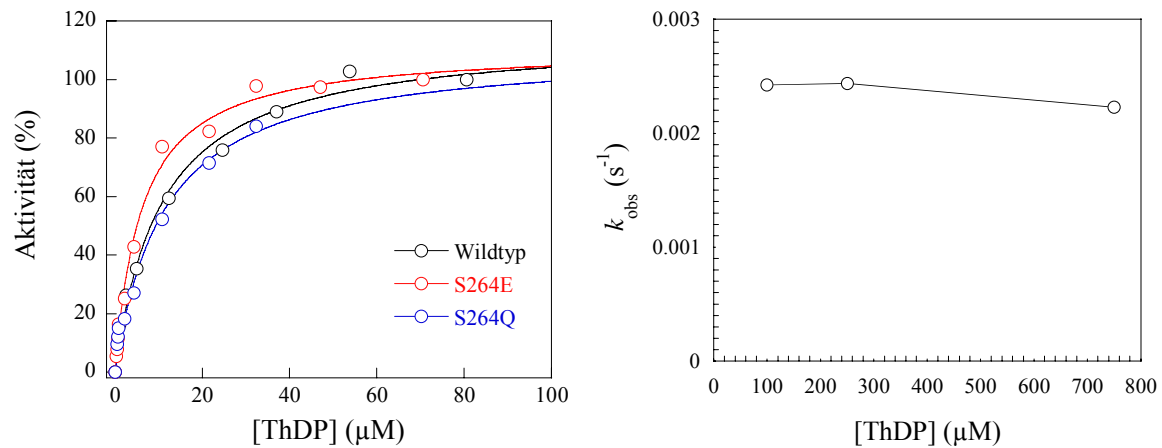 120
100
80
60
40
20
0
Aktivität (%)
Wildtyp
S264E
S264Q
0 20 40 60 80 100
[ThDP] (µM)
0.003
0.002
0.001
0
k_obs (s⁻¹)
0 100 200 300 400 500 600 700 800
[ThDP] (µM)